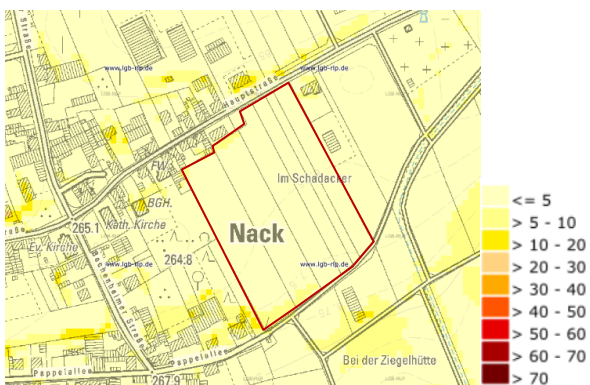 Straße
www.lgb-rlp.de
www.lgb-rlp.de
Hauptstraße
FW.
Im Schadacker
BGH.
265.1
Kath. Kirche
Nack
Ev. Kirche
264.8
www.lgb-rlp.de
www.lgb-rlp.de
Bechenheimer Straße
Pappelallee
Pappelallee
267.9
Bei der Ziegelhütte
<= 5
> 5 - 10
> 10 - 20
> 20 - 30
> 30 - 40
> 40 - 50
> 50 - 60
> 60 - 70
> 70